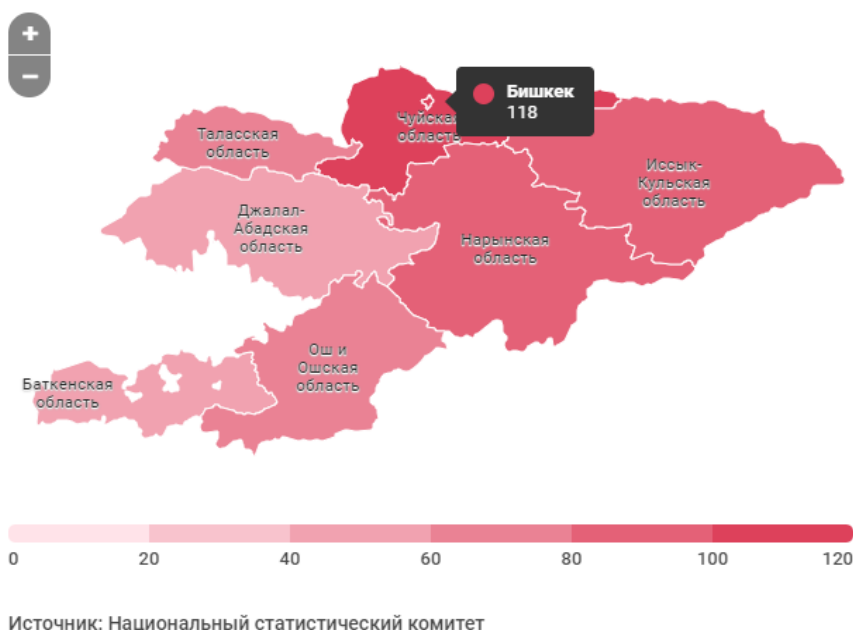 +
−
Бишкек
118
Чуйска
область
Таласская
область
Иссык-
Кульская
область
Джалал-
Абадская
область
Нарынская
область
Ош и
Ошская
область
Баткенская
область
0 20 40 60 80 100 120
Источник: Национальный статистический комитет